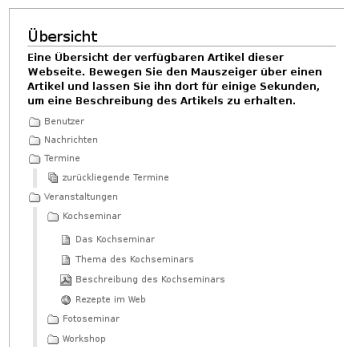 Übersicht
Eine Übersicht der verfügbaren Artikel dieser
Webseite. Bewegen Sie den Mauszeiger über einen
Artikel und lassen Sie ihn dort für einige Sekunden,
um eine Beschreibung des Artikels zu erhalten.
Benutzer
Nachrichten
Termine
zurückliegende Termine
Veranstaltungen
Kochseminar
Das Kochseminar
Thema des Kochseminars
Beschreibung des Kochseminars
Rezepte im Web
Fotoseminar
Workshop